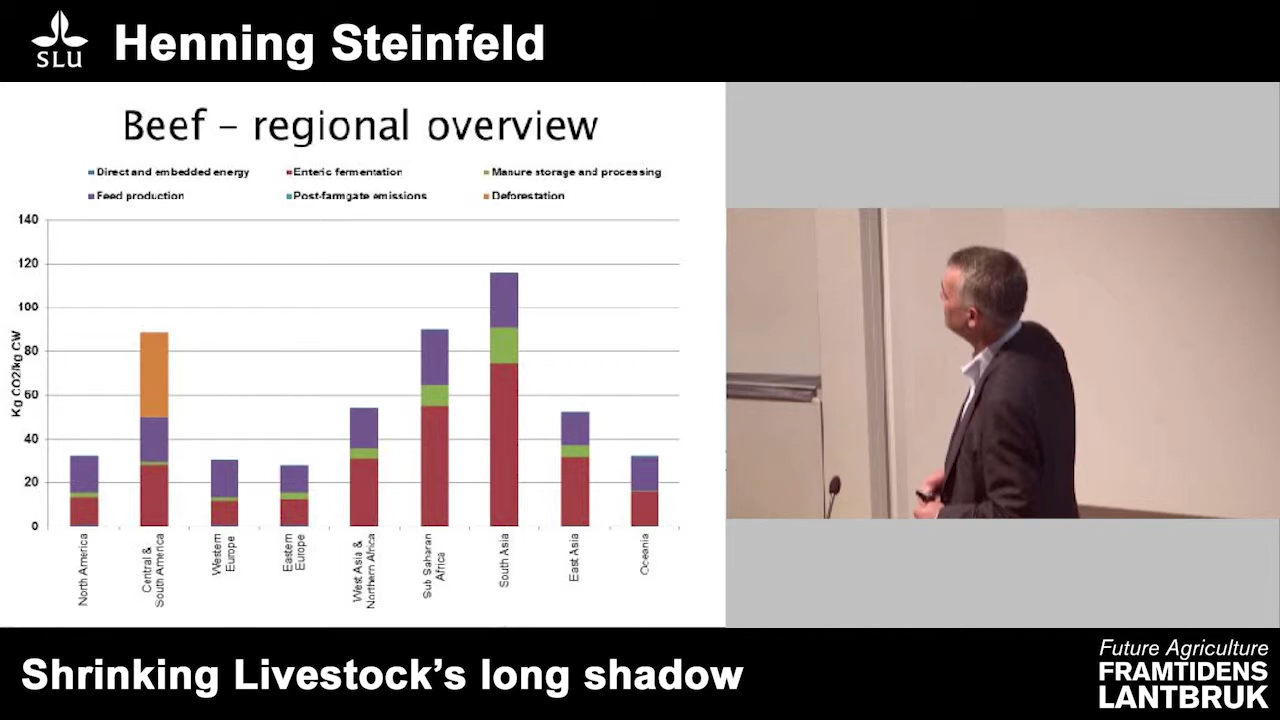 SLU
Henning Steinfeld
Beef – regional overview
Direct and embedded energy
Enteric fermentation
Manure storage and processing
Feed production
Post-farmgate emissions
Deforestation
140
120
100
80
60
40
20
0
Kg CO2/kg CW
North America
Central &
South America
Western
Europe
Eastern
Europe
West Asia &
Northern Africa
Sub Saharan
Africa
South Asia
East Asia
Oceania
Shrinking Livestock's long shadow
Future Agriculture
FRAMTIDENS
LANTBRUK